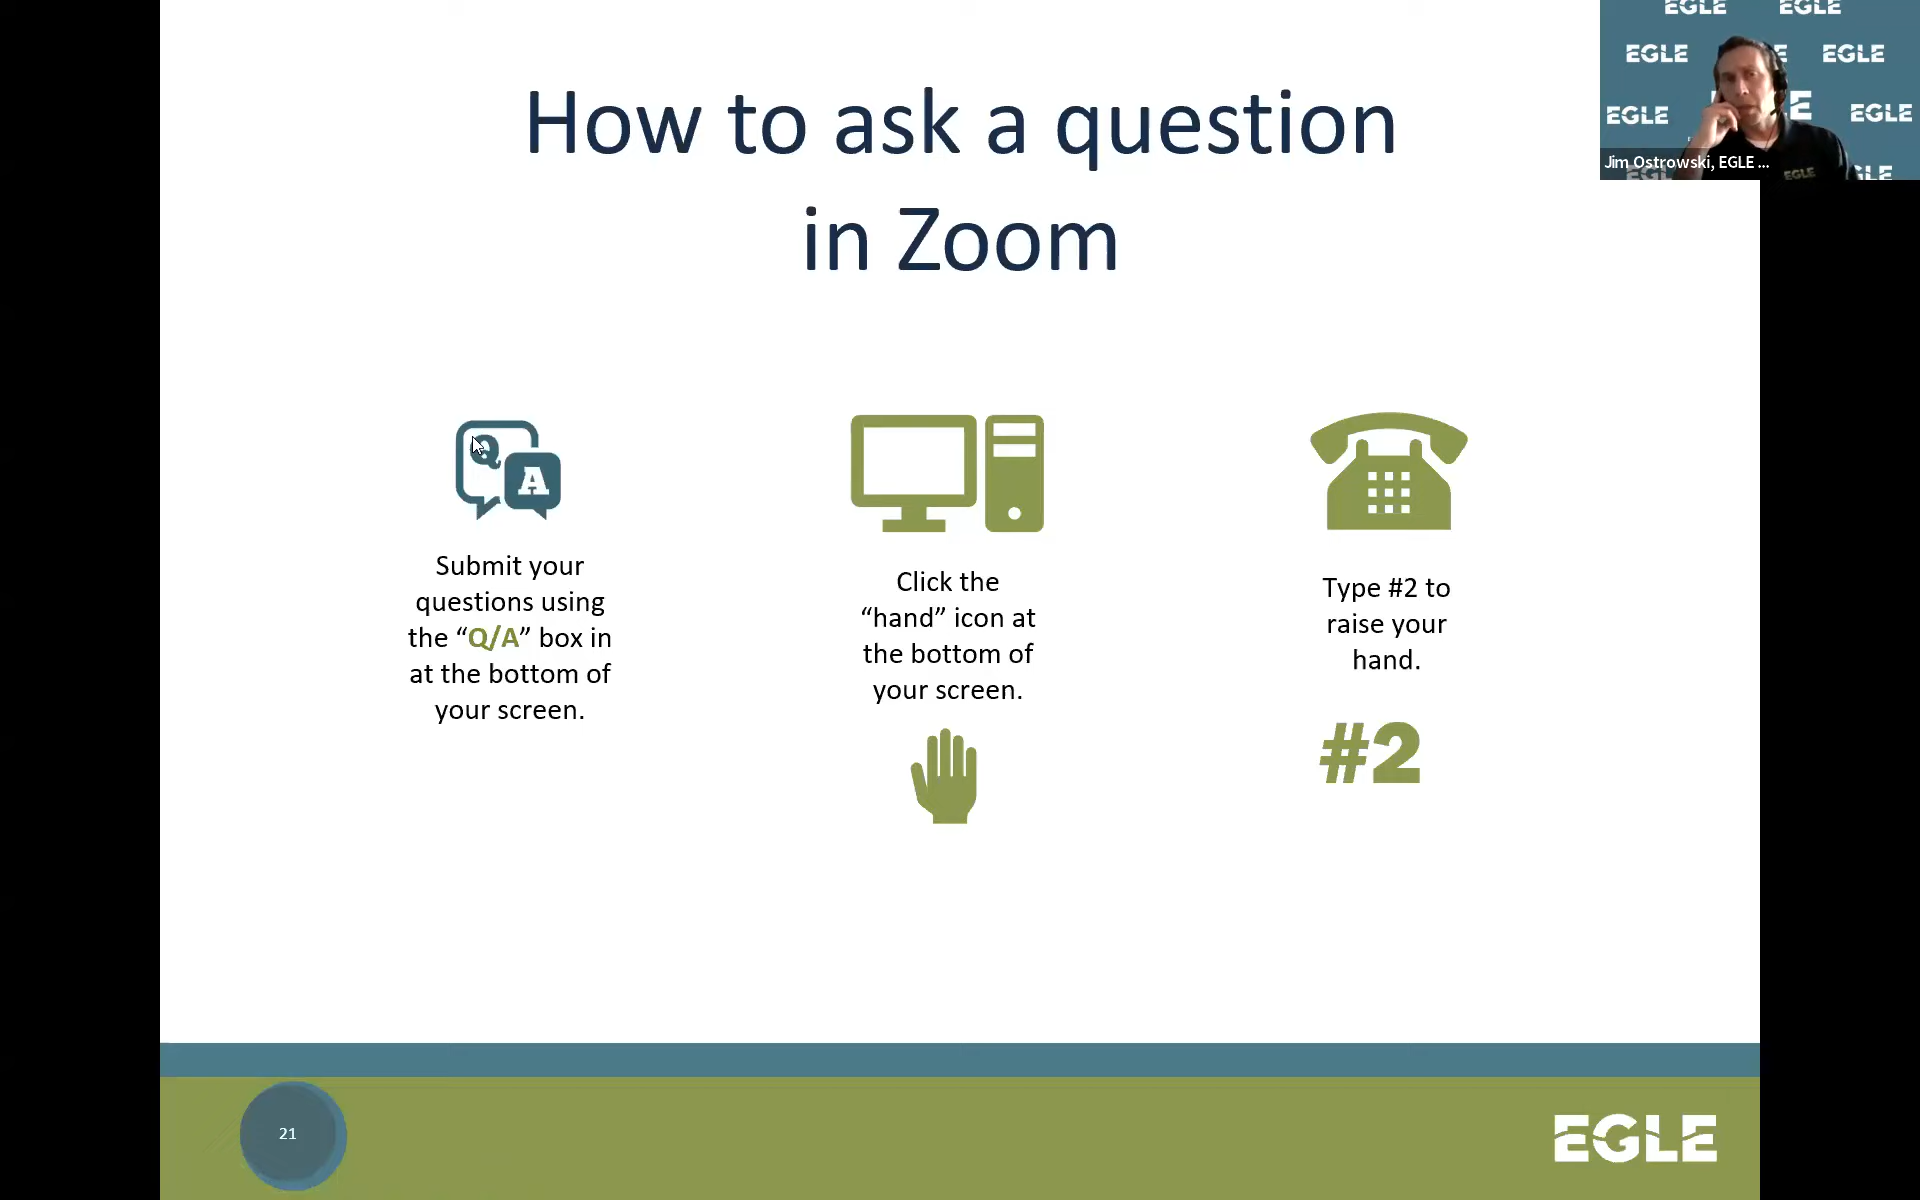 How to ask a question
in Zoom
EGLE EGLE
EGLE E EGLE
EGLE E EGLE
Jim Ostrowski, EGLE ...
EGLE
Q
A
Submit your
questions using
the “Q/A” box in
at the bottom of
your screen.
Click the
“hand” icon at
the bottom of
your screen.
Type #2 to
raise your
hand.
#2
21
EGLE